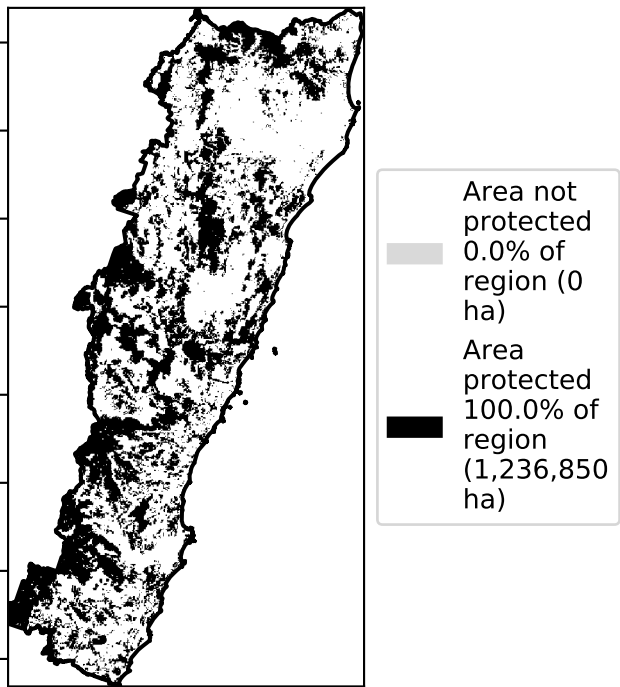 Area not
protected
0.0% of
region (0
ha)
Area
protected
100.0% of
region
(1,236,850
ha)